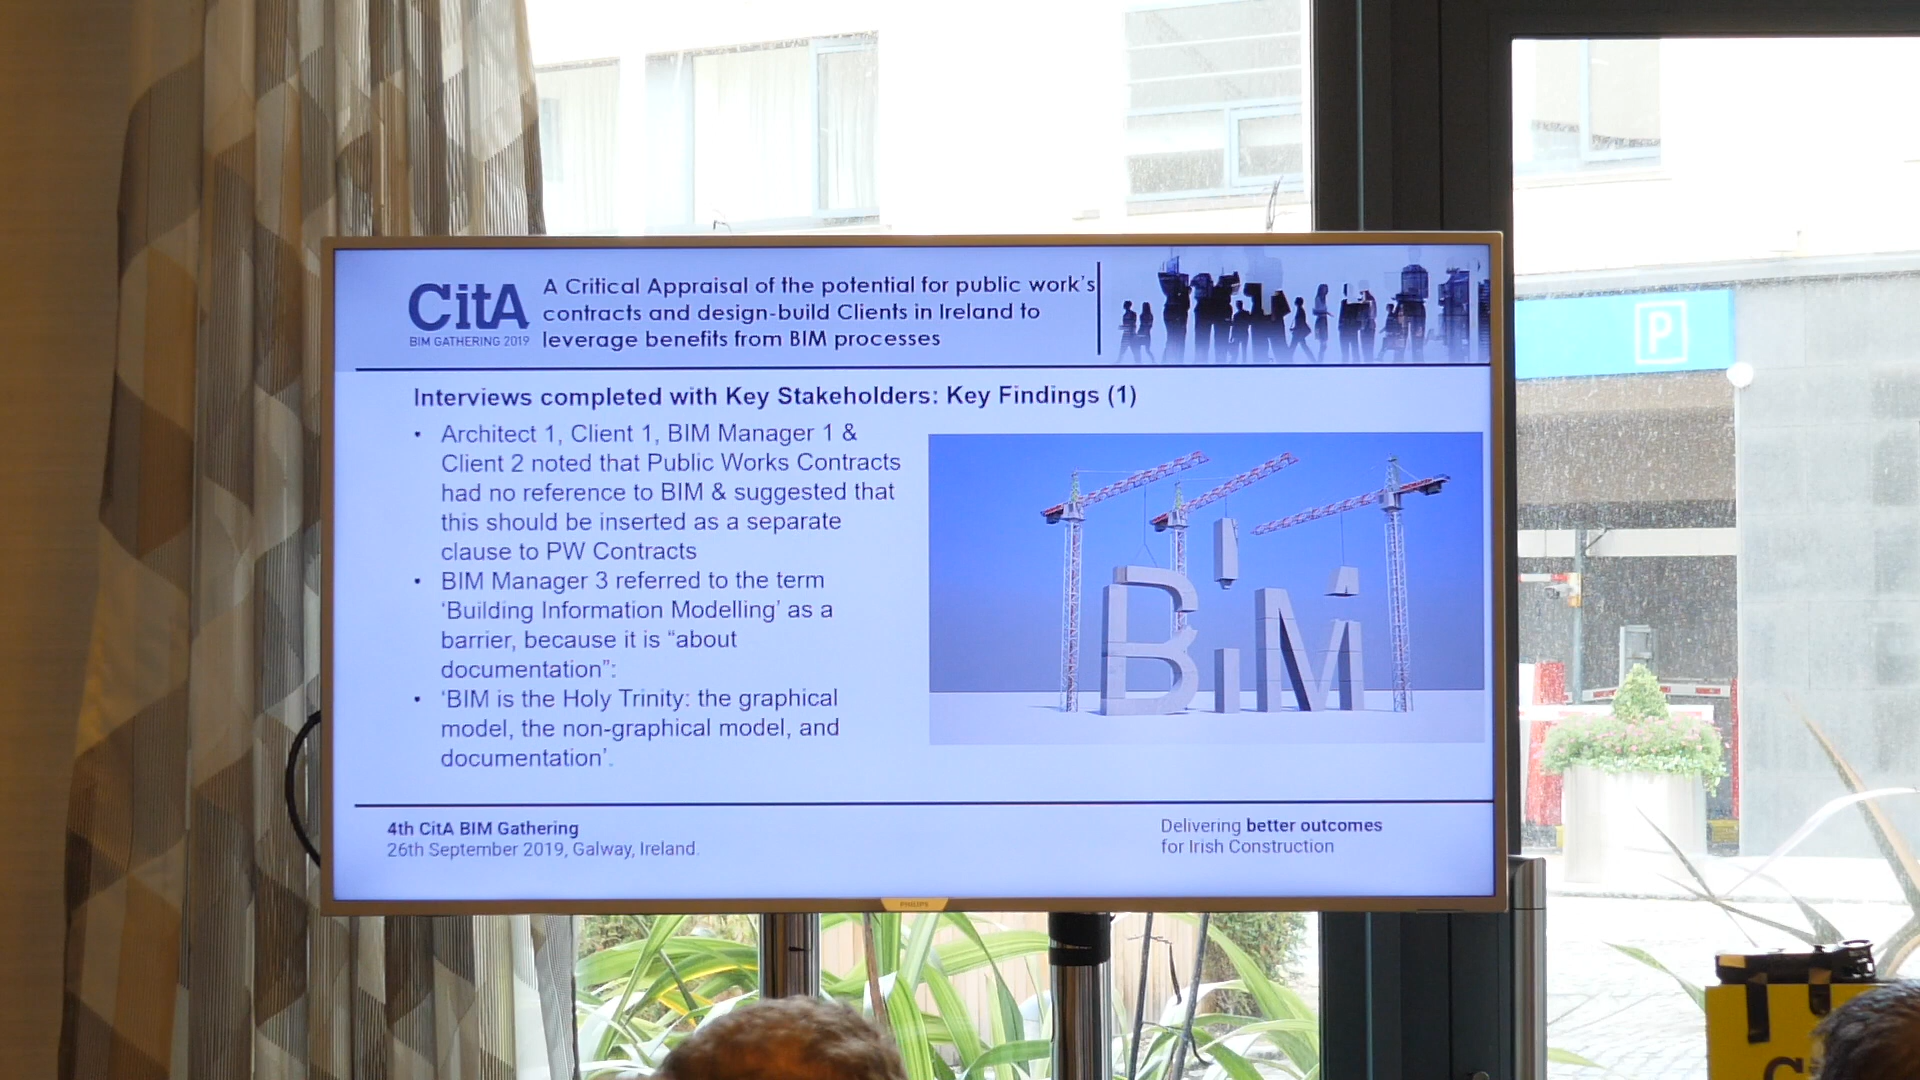 CitA
BIM GATHERING 2019
A Critical Appraisal of the potential for public work's
contracts and design-build Clients in Ireland to
leverage benefits from BIM processes
Interviews completed with Key Stakeholders: Key Findings (1)
• Architect 1, Client 1, BIM Manager 1 &
Client 2 noted that Public Works Contracts
had no reference to BIM & suggested that
this should be inserted as a separate
clause to PW Contracts
• BIM Manager 3 referred to the term
‘Building Information Modelling’ as a
barrier, because it is “about
documentation”:
• ‘BIM is the Holy Trinity: the graphical
model, the non-graphical model, and
documentation’.
BiM
4th CitA BIM Gathering
26th September 2019, Galway, Ireland.
Delivering better outcomes
for Irish Construction
PHILIPS
P